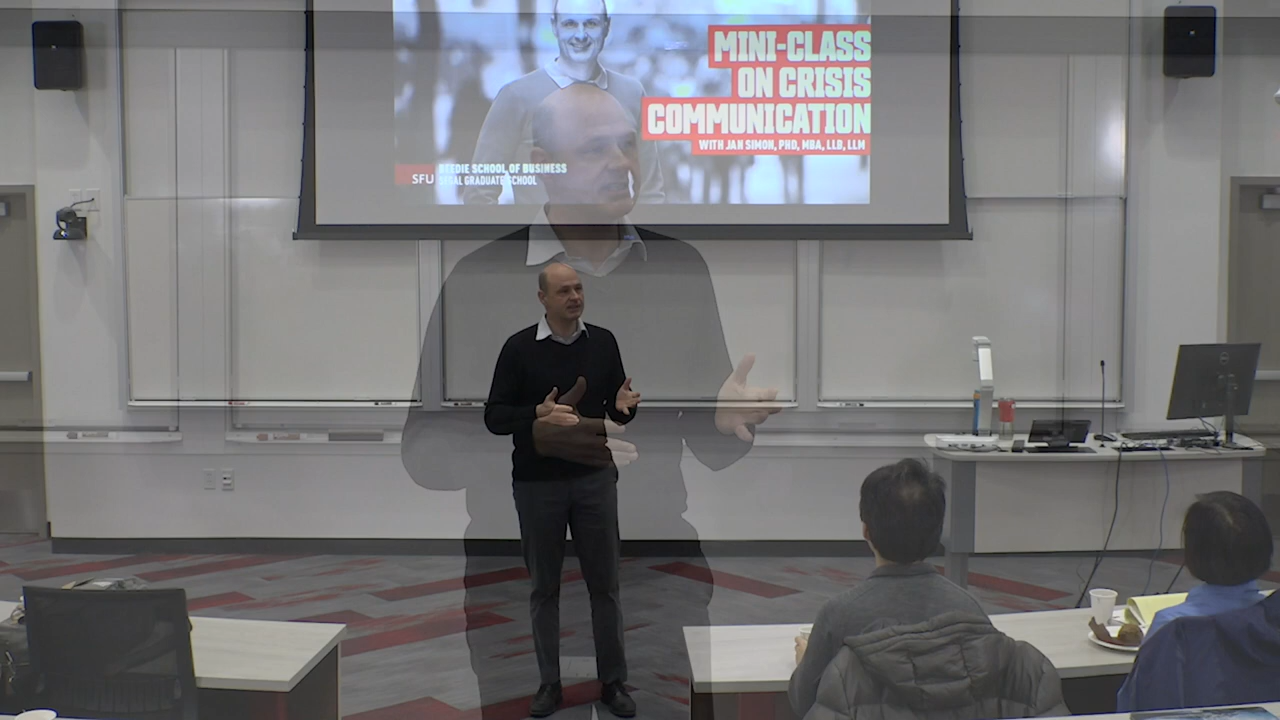 MINI-CLASS
ON CRISIS
COMMUNICATION
WITH JAN SIMON, PHD, MBA, LLB, LLM
SFU
BEEDIE SCHOOL OF BUSINESS
SEGAL GRADUATE SCHOOL